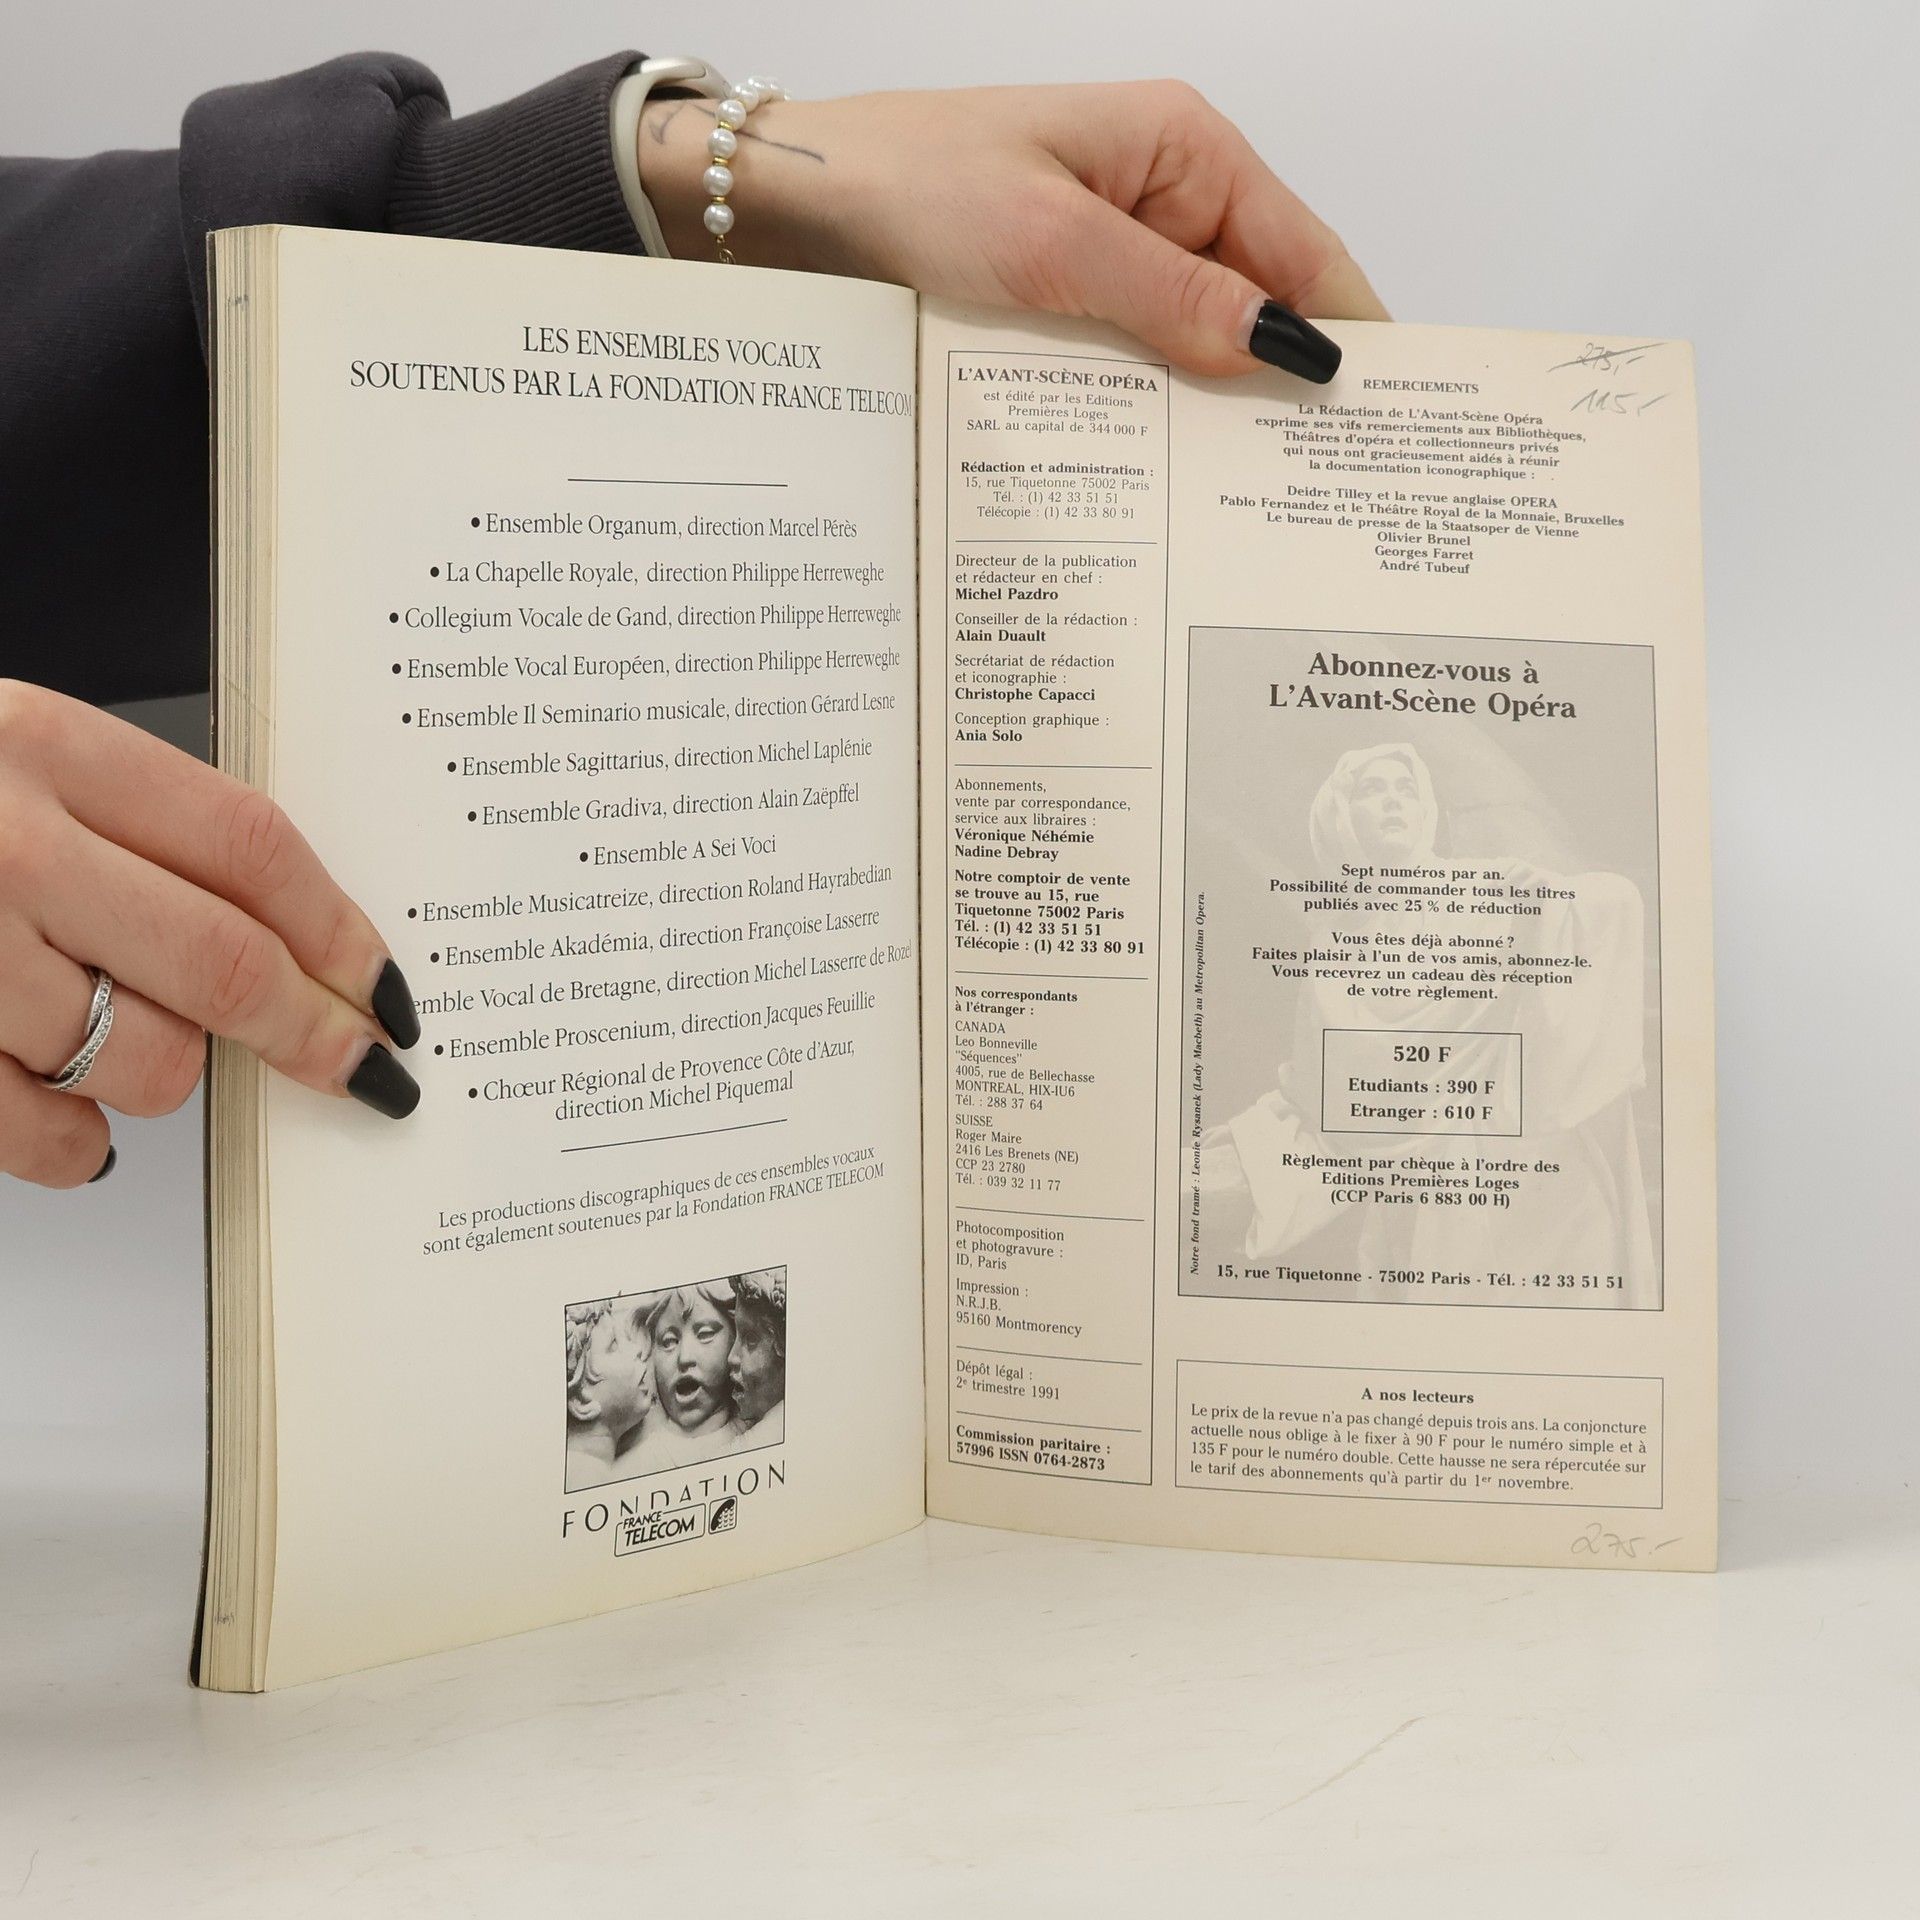 LES ENSEMBLES VOCAUX
SOUTENUS PAR LA FONDATION FRANCE TELECOM
• Ensemble Organum, direction Marcel Pérès
• La Chapelle Royale, direction Philippe Herreweghe
• Collegium Vocale de Gand, direction Philippe Herreweghe
• Ensemble Vocal Européen, direction Philippe Herreweghe
• Ensemble Il Seminario musicale, direction Gérard Lesne
• Ensemble Sagittarius, direction Michel Laplénie
• Ensemble Gradiva, direction Alain Zaëpffel
• Ensemble A Sei Voci
• Ensemble Musicatreize, direction Roland Hayrabedian
• Ensemble Akadémia, direction Françoise Lasserre
emble Vocal de Bretagne, direction Michel Lasserre de Rozel
• Ensemble Proscenium, direction Jacques Feuillie
• Chœur Régional de Provence Côte d'Azur,
direction Michel Piquemal
Les productions discographiques de ces ensembles vocaux
sont également soutenues par la Fondation FRANCE TELECOM
FONDATION
FRANCE
TELECOM
L'AVANT-SCÈNE OPÉRA
est édité par les Editions
Premières Loges
SARL au capital de 344 000 F
Rédaction et administration :
15, rue Tiquetonne 75002 Paris
Tél. : (1) 42 33 51 51
Télécopie : (1) 42 33 80 91
Directeur de la publication
et rédacteur en chef :
Michel Pazdro
Conseiller de la rédaction :
Alain Duault
Secrétariat de rédaction
et iconographie :
Christophe Capacci
Conception graphique :
Ania Solo
Abonnements,
vente par correspondance,
service aux libraires :
Véronique Néhémie
Nadine Debray
Notre comptoir de vente
se trouve au 15, rue
Tiquetonne 75002 Paris
Tél. : (1) 42 33 51 51
Télécopie : (1) 42 33 80 91
Nos correspondants
à l'étranger :
CANADA
Leo Bonneville
"Séquences"
4005, rue de Bellechasse
MONTREAL, HIX-IU6
Tél. : 288 37 64
SUISSE
Roger Maire
2416 Les Brenets (NE)
CCP 23 2780
Tél. : 039 32 11 77
Photocomposition
et photogravure :
ID, Paris
Impression :
N.R.J.B.
95160 Montmorency
Dépôt légal :
2e trimestre 1991
Commission paritaire :
57996 ISSN 0764-2873
275,-
115,-
REMERCIEMENTS
La Rédaction de L'Avant-Scène Opéra
exprime ses vifs remerciements aux Bibliothèques,
Théâtres d'opéra et collectionneurs privés
qui nous ont gracieusement aidés à réunir
la documentation iconographique :
Deidre Tilley et la revue anglaise OPERA
Pablo Fernandez et le Théâtre Royal de la Monnaie, Bruxelles
Le bureau de presse de la Staatsoper de Vienne
Olivier Brunel
Georges Farret
André Tubeuf
Abonnez-vous à
L'Avant-Scène Opéra
Sept numéros par an.
Possibilité de commander tous les titres
publiés avec 25 % de réduction
Vous êtes déjà abonné ?
Faites plaisir à l'un de vos amis, abonnez-le.
Vous recevrez un cadeau dès réception
de votre règlement.
520 F
Etudiants : 390 F
Etranger : 610 F
Règlement par chèque à l'ordre des
Editions Premières Loges
(CCP Paris 6 883 00 H)
Notre fond tramé : Leonie Rysanek (Lady Macbeth) au Metropolitan Opera.
15, rue Tiquetonne - 75002 Paris - Tél. : 42 33 51 51
A nos lecteurs
Le prix de la revue n'a pas changé depuis trois ans. La conjoncture
actuelle nous oblige à le fixer à 90 F pour le numéro simple et à
135 F pour le numéro double. Cette hausse ne sera répercutée sur
le tarif des abonnements qu'à partir du 1er novembre.
275.-